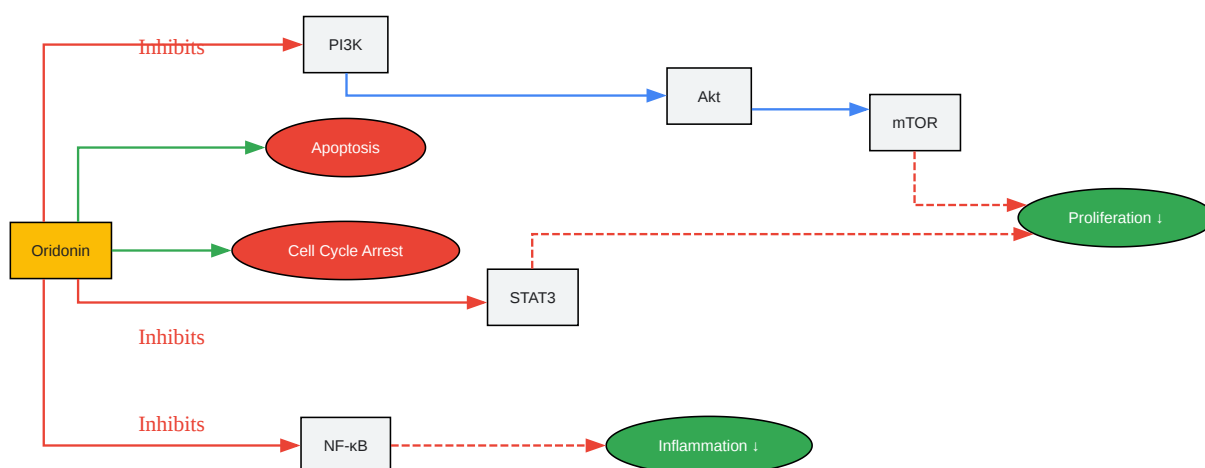 Inhibits
PI3K
Akt
mTOR
Apoptosis
Proliferation ↓
Oridonin
Cell Cycle Arrest
STAT3
Inhibits
Inhibits
NF-κB
Inflammation ↓